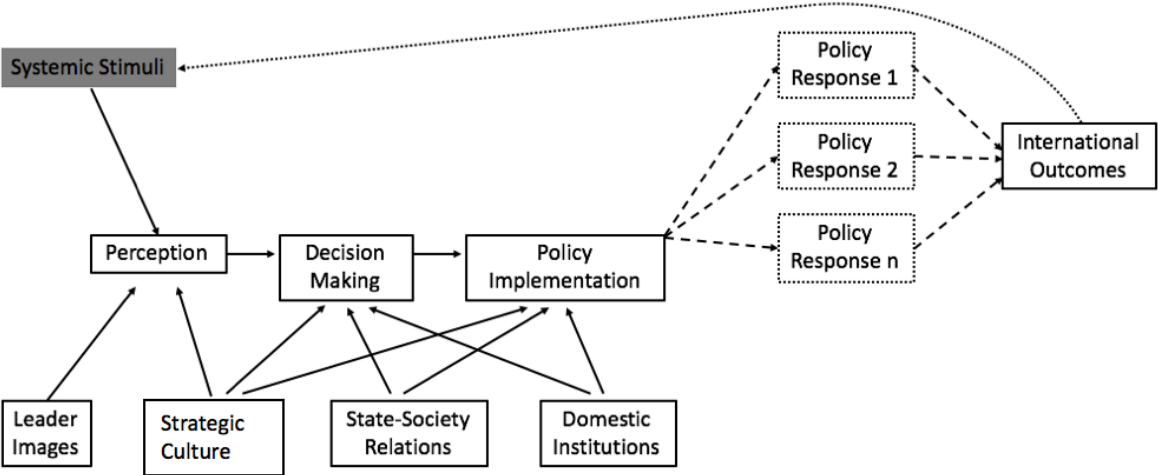 Systemic Stimuli
Policy
Response 1
Policy
Response 2
International
Outcomes
Policy
Response n
Perception
Decision
Making
Policy
Implementation
Leader
Images
Strategic
Culture
State-Society
Relations
Domestic
Institutions